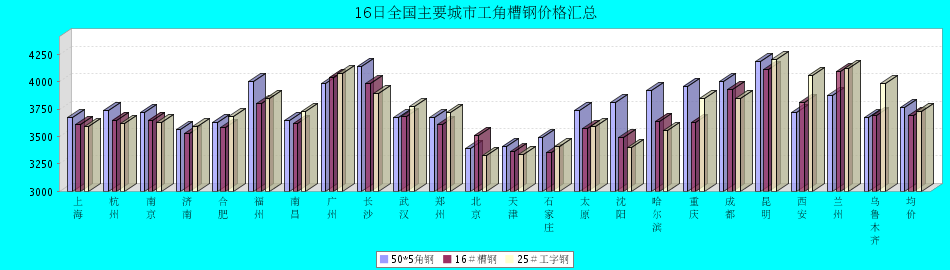 16日全国主要城市工角槽钢价格汇总
4250
4000
3750
3500
3250
3000
上海
杭州
南京
济南
合肥
福州
南昌
广州
长沙
武汉
郑州
北京
天津
石家庄
太原
沈阳
哈尔滨
重庆
成都
昆明
西安
兰州
乌鲁木齐
均价
50*5角钢
16#槽钢
25#工字钢